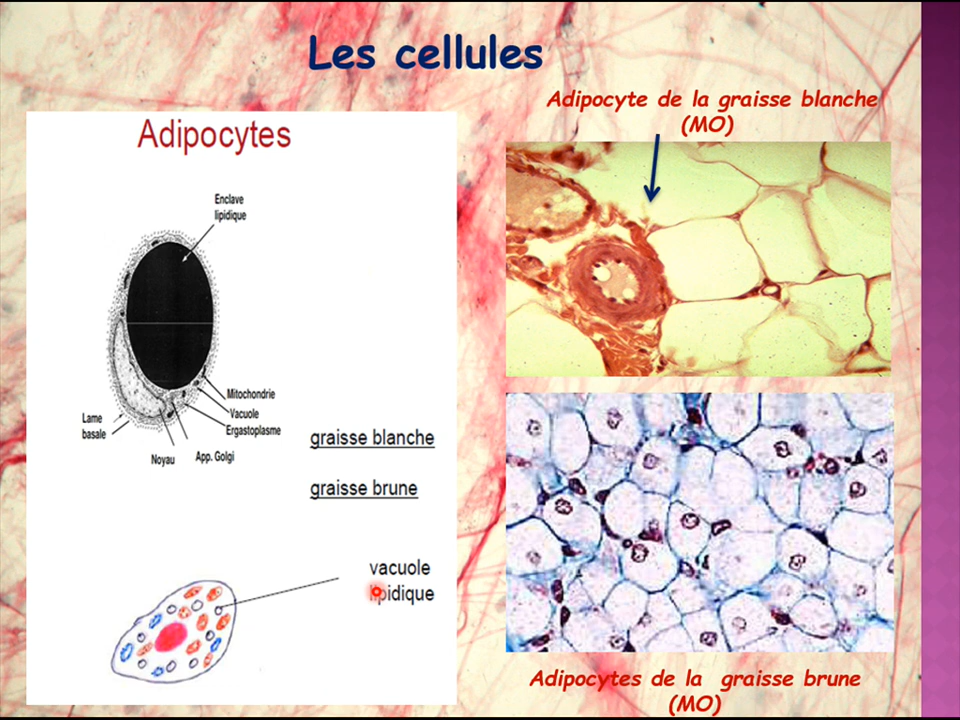 Les cellules
Adipocytes
Enclave
lipidique
Mitochondrie
Vacuole
Ergastoplasme
Lame
basale
Noyau
App. Golgi
graisse blanche
graisse brune
vacuole
lipidique
Adipocyte de la graisse blanche
(MO)
Adipocytes de la graisse brune
(MO)